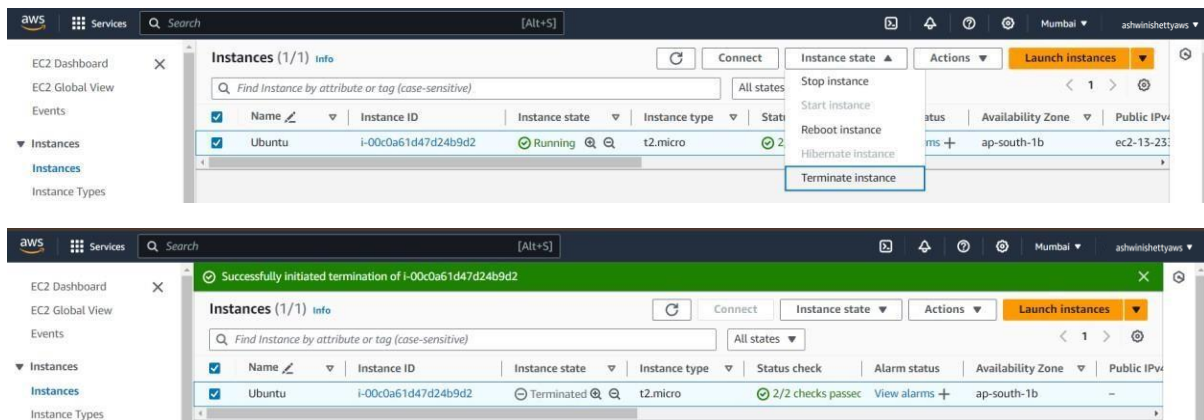 aws Services Search [Alt+S] Mumbai ashwinishettyaws
EC2 Dashboard
EC2 Global View
Events
Instances
Instances
Instance Types
Instances (1/1) Info Connect Instance state Actions Launch instances
Find Instance by attribute or tag (case-sensitive) All states 1
Name Instance ID Instance state Instance type Availability Zone Public IPv4
Ubuntu i-00c0a61d47d24b9d2 Running t2.micro ap-south-1b ec2-13-233
Stop instance
Start instance
Reboot instance
Hibernate instance
Terminate instance
aws Services Search [Alt+S] Mumbai ashwinishettyaws
Successfully initiated termination of i-00c0a61d47d24b9d2
EC2 Dashboard
EC2 Global View
Events
Instances
Instances
Instance Types
Instances (1/1) Info Connect Instance state Actions Launch instances
Find Instance by attribute or tag (case-sensitive) All states 1
Name Instance ID Instance state Instance type Status check Alarm status Availability Zone Public IPv4
Ubuntu i-00c0a61d47d24b9d2 Terminated t2.micro 2/2 checks passec View alarms + ap-south-1b –